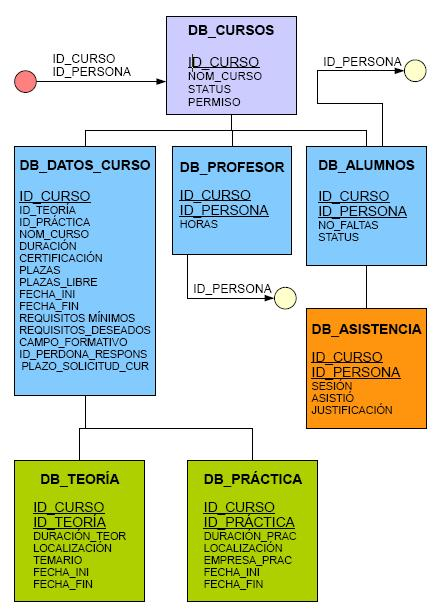 DB_CURSOS
ID_CURSO
NOM_CURSO
STATUS
PERMISO
ID_CURSO
ID_PERSONA
ID_PERSONA
DB_DATOS_CURSO
ID_CURSO
ID_TEORÍA
ID_PRÁCTICA
NOM_CURSO
DURACIÓN
CERTIFICACIÓN
PLAZAS
PLAZAS_LIBRE
FECHA_INI
FECHA_FIN
REQUISITOS MÍNIMOS
REQUISITOS_DESEADOS
CAMPO_FORMATIVO
ID_PERDONA_RESPONS
PLAZO_SOLICITUD_CUR
DB_PROFESOR
ID_CURSO
ID_PERSONA
HORAS
ID_PERSONA
DB_ALUMNOS
ID_CURSO
ID_PERSONA
NO_FALTAS
STATUS
DB_ASISTENCIA
ID_CURSO
ID_PERSONA
SESIÓN
ASISTIÓ
JUSTIFICACIÓN
DB_TEORÍA
ID_CURSO
ID_TEORÍA
DURACIÓN_TEOR
LOCALIZACIÓN
TEMARIO
FECHA_INI
FECHA_FIN
DB_PRÁCTICA
ID_CURSO
ID_PRÁCTICA
DURACIÓN_PRAC
LOCALIZACIÓN
EMPRESA_PRAC
FECHA_INI
FECHA_FIN